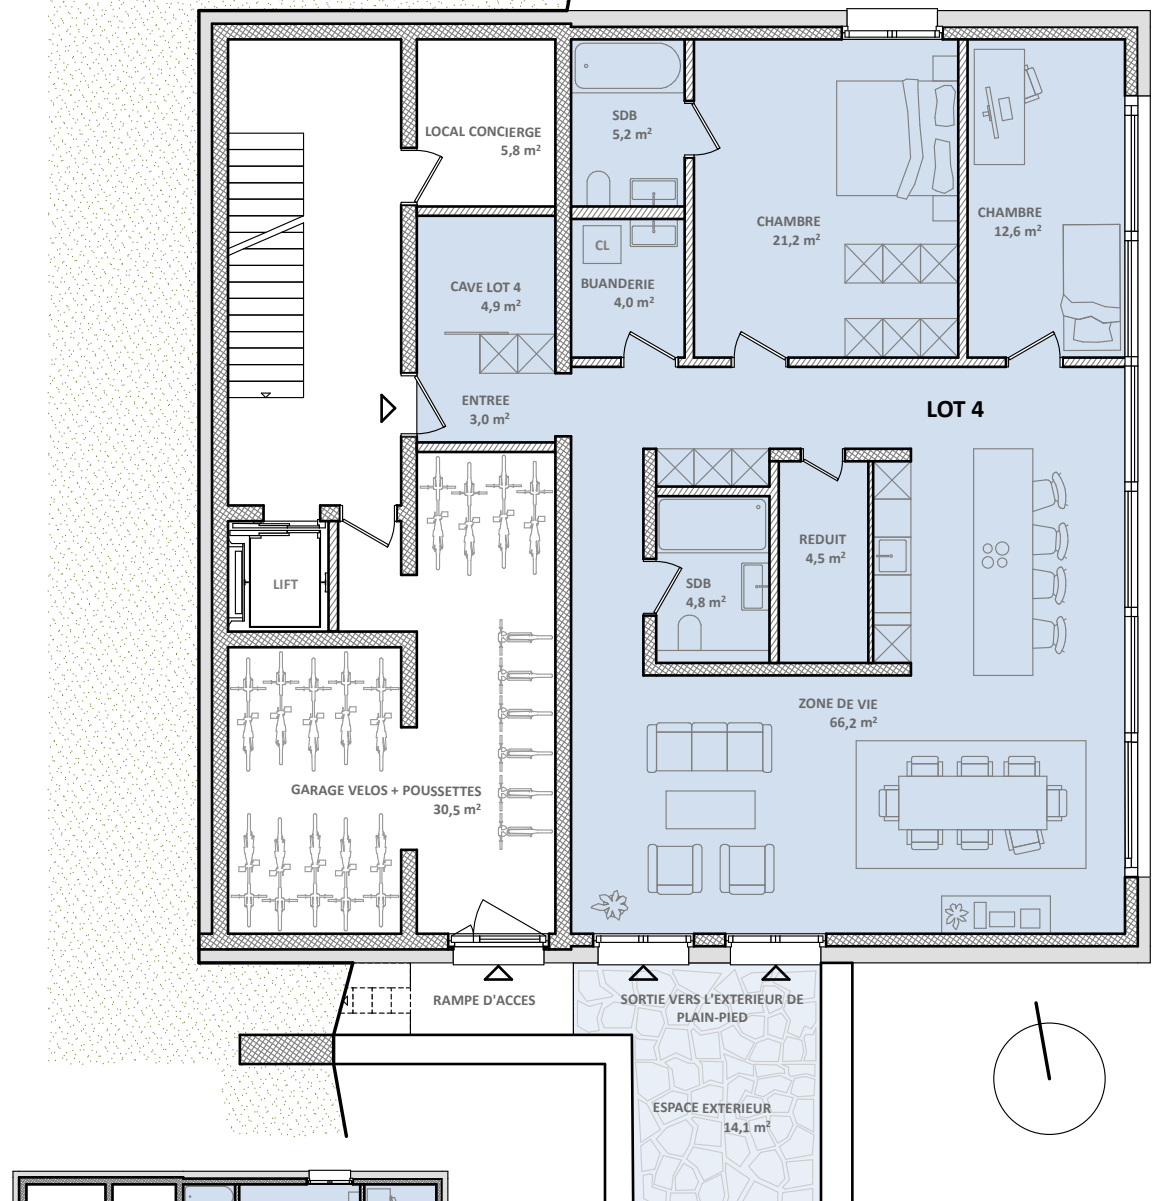 LOCAL CONCIERGE
5,8 m²
SDB
5,2 m²
CHAMBRE
21,2 m²
CHAMBRE
12,6 m²
CL
BUANDERIE
4,0 m²
CAVE LOT 4
4,9 m²
ENTREE
3,0 m²
LOT 4
LIFT
REDUIT
4,5 m²
SDB
4,8 m²
ZONE DE VIE
66,2 m²
GARAGE VELOS + POUSSETTES
30,5 m²
RAMPE D'ACCES
SORTIE VERS L'EXTERIEUR DE
PLAIN-PIED
ESPACE EXTERIEUR
14,1 m²